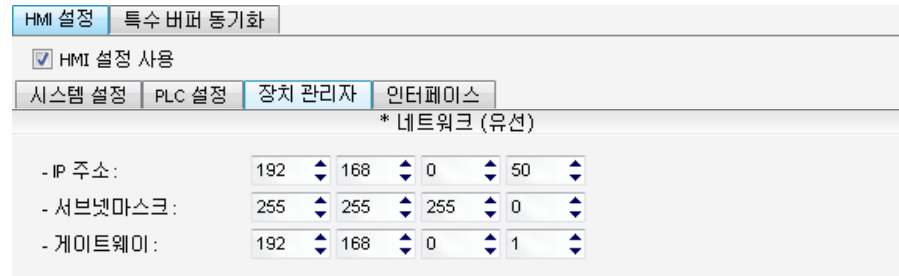 HMI 설정 특수 버퍼 동기화
HMI 설정 사용
시스템 설정 PLC 설정 장치 관리자 인터페이스
* 네트워크 (유선)
- IP 주소 : 192 168 0 50
- 서브넷마스크 : 255 255 255 0
- 게이트웨이 : 192 168 0 1